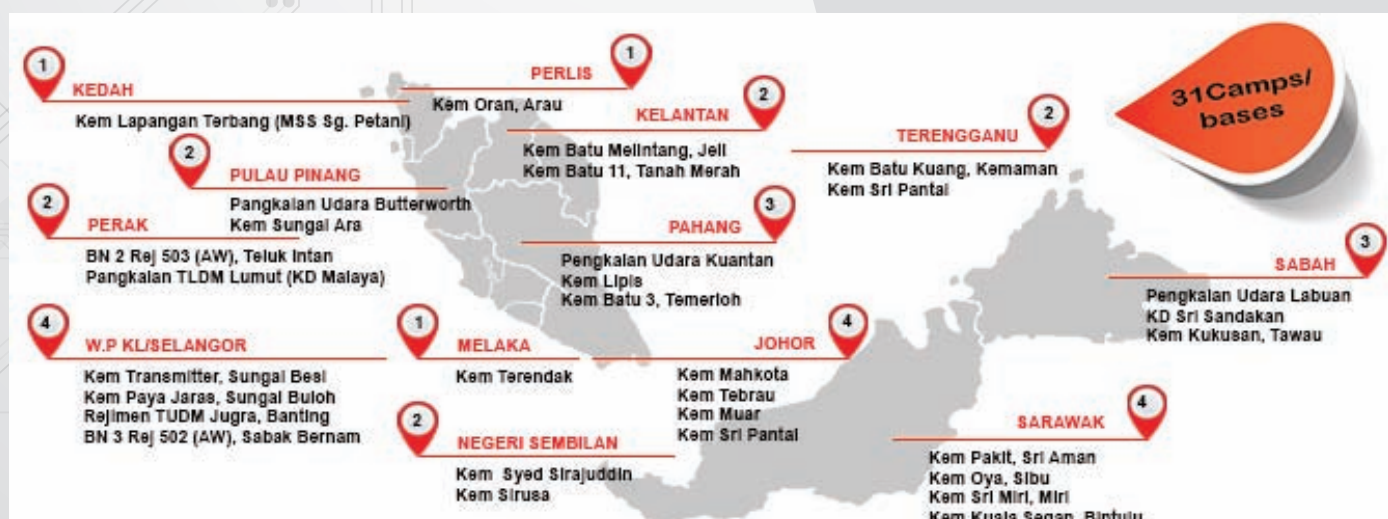 31Camps/
bases
1
KEDAH
Kem Lapangan Terbang (MSS Sg. Petani)
1
PERLIS
Kem Oran, Arau
2
KELANTAN
Kem Batu Melintang, Jeli
Kem Batu 11, Tanah Merah
2
TERENGGANU
Kem Batu Kuang, Kemaman
Kem Sri Pantai
2
PULAU PINANG
Pangkalan Udara Butterworth
Kem Sungai Ara
2
PERAK
BN 2 Rej 503 (AW), Teluk Intan
Pangkalan TLDM Lumut (KD Malaya)
3
PAHANG
Pengkalan Udara Kuantan
Kem Lipis
Kem Batu 3, Temerloh
3
SABAH
Pengkalan Udara Labuan
KD Sri Sandakan
Kem Kukusan, Tawau
4
W.P KL/SELANGOR
Kem Transmitter, Sungai Besi
Kem Paya Jaras, Sungai Buloh
Rejimen TUDM Jugra, Banting
BN 3 Rej 502 (AW), Sabak Bernam
1
MELAKA
Kem Terendak
4
JOHOR
Kem Mahkota
Kem Tebrau
Kem Muar
Kem Sri Pantai
2
NEGERI SEMBILAN
Kem Syed Sirajuddin
Kem Sirusa
4
SARAWAK
Kem Pakit, Sri Aman
Kem Oya, Sibu
Kem Sri Miri, Miri
Kem Kuala Segan, Bintulu